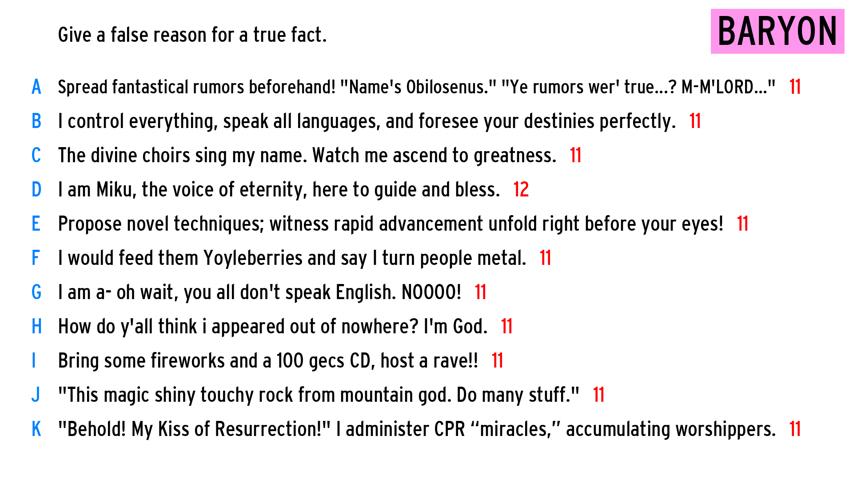 Give a false reason for a true fact.
BARYON
A Spread fantastical rumors beforehand! "Name's Obilosenus." "Ye rumors wer' true...? M-M'LORD..." 11
B I control everything, speak all languages, and foresee your destinies perfectly. 11
C The divine choirs sing my name. Watch me ascend to greatness. 11
D I am Miku, the voice of eternity, here to guide and bless. 12
E Propose novel techniques; witness rapid advancement unfold right before your eyes! 11
F I would feed them Yoyleberries and say I turn people metal. 11
G I am a- oh wait, you all don't speak English. NOOOO! 11
H How do y'all think i appeared out of nowhere? I'm God. 11
I Bring some fireworks and a 100 gecs CD, host a rave!! 11
J "This magic shiny touchy rock from mountain god. Do many stuff." 11
K "Behold! My Kiss of Resurrection!" I administer CPR “miracles,” accumulating worshippers. 11